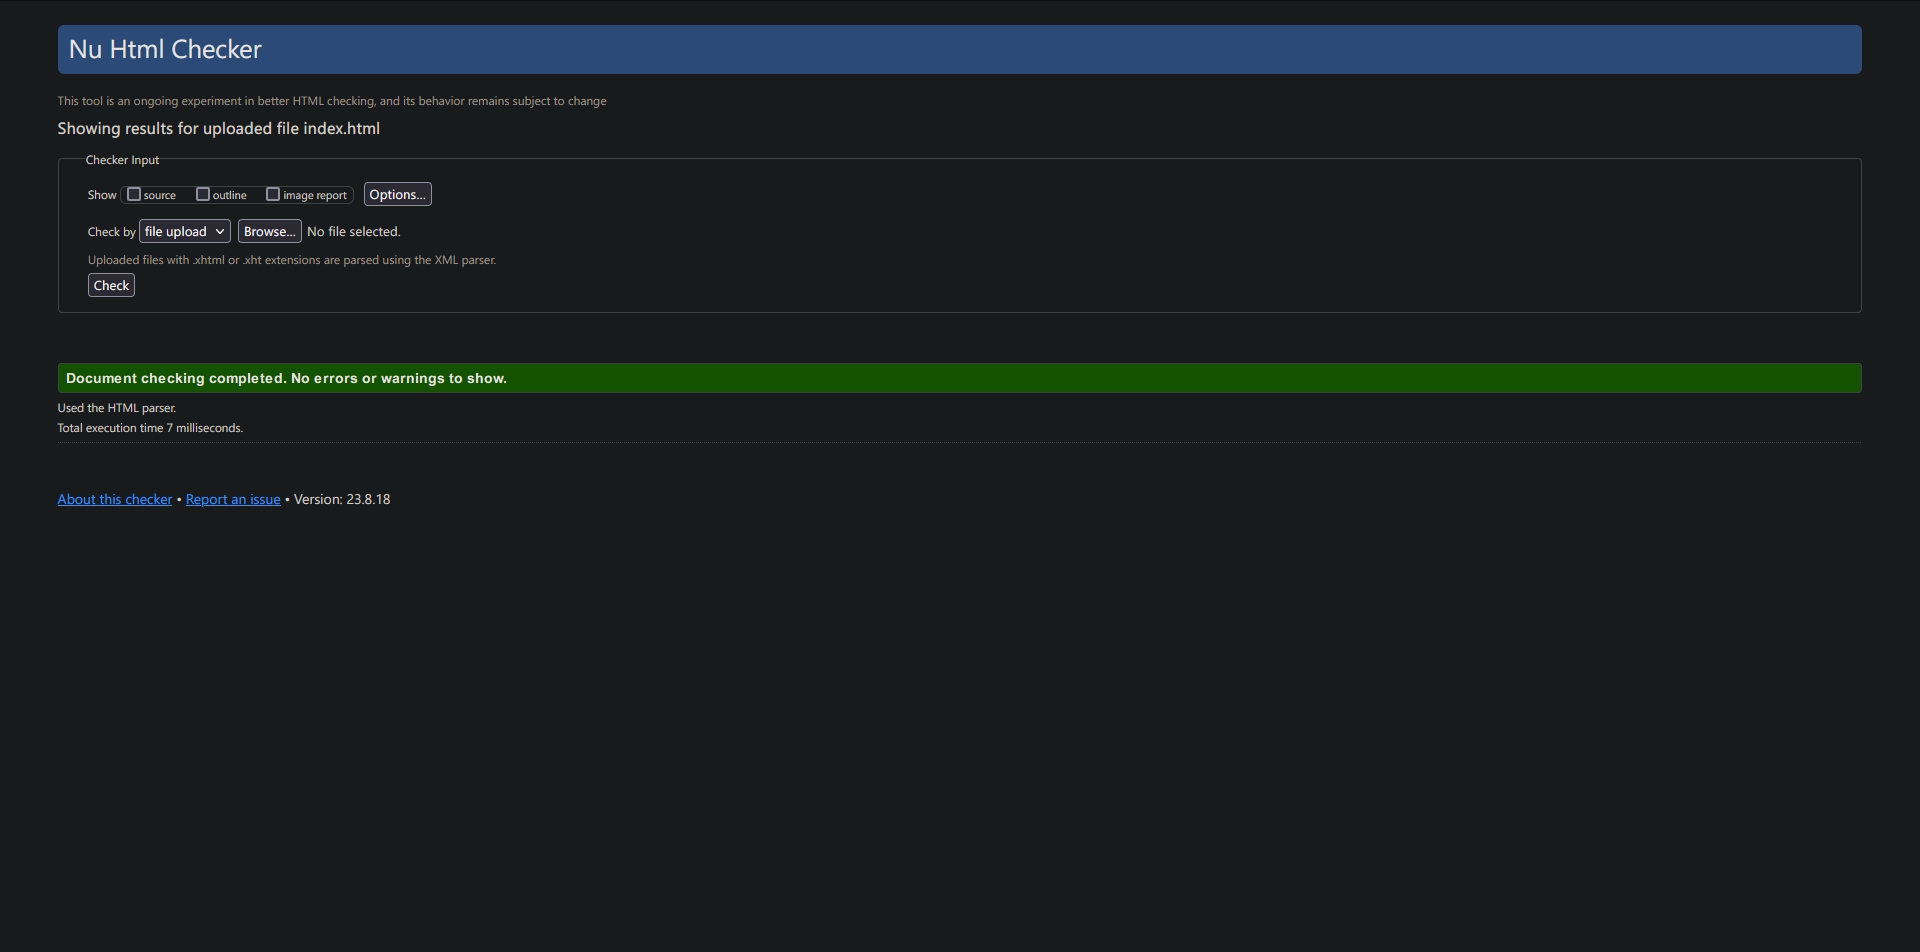 Nu Html Checker
This tool is an ongoing experiment in better HTML checking, and its behavior remains subject to change
Showing results for uploaded file index.html
Checker Input
Show source outline image report Options...
Check by file upload Browse... No file selected.
Uploaded files with .xhtml or .xht extensions are parsed using the XML parser.
Check
Document checking completed. No errors or warnings to show.
Used the HTML parser.
Total execution time 7 milliseconds.
About this checker • Report an issue • Version: 23.8.18